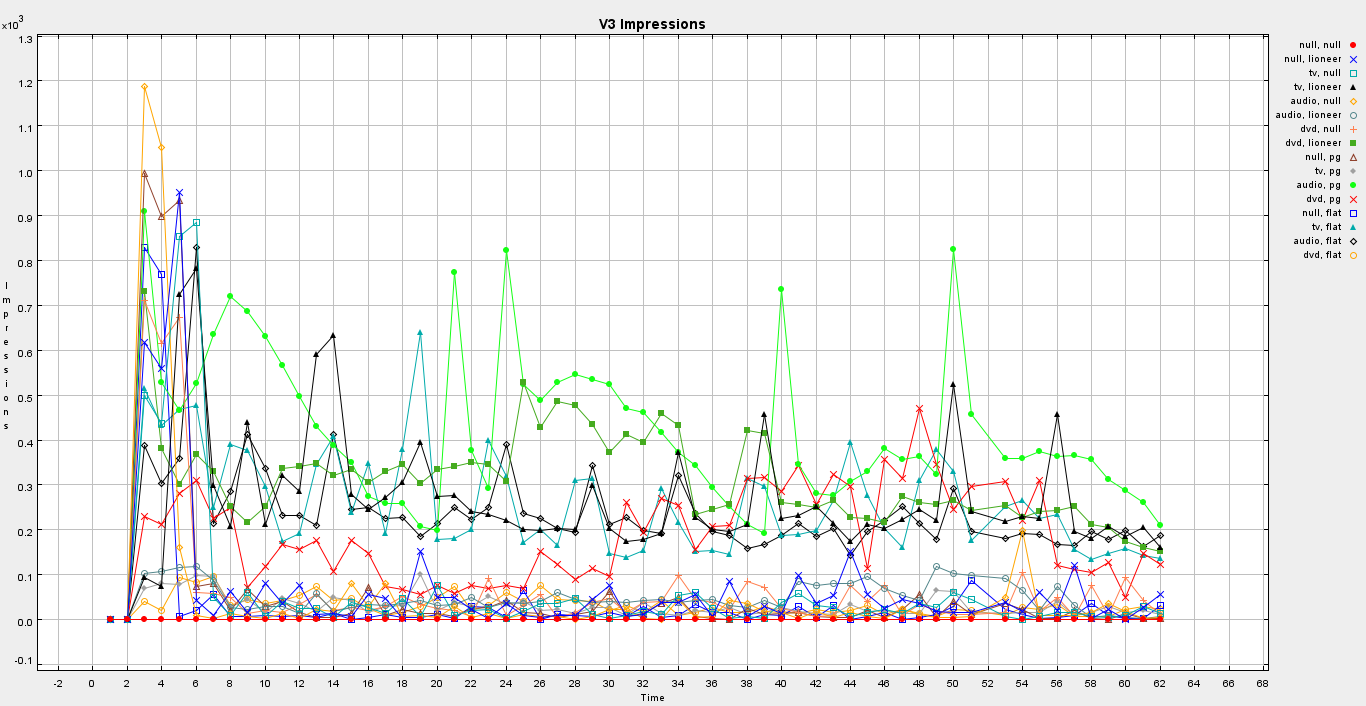 V3 Impressions
x10^3
1.3
1.2
1.1
1.0
0.9
0.8
0.7
0.6
0.5
0.4
0.3
0.2
0.1
0.0
-0.1
Impressions
-2 0 2 4 6 8 10 12 14 16 18 20 22 24 26 28 30 32 34 36 38 40 42 44 46 48 50 52 54 56 58 60 62 64 66 68
Time
null, null
null, lioneer
tv, null
tv, lioneer
audio, null
audio, lioneer
dvd, null
dvd, lioneer
null, pg
tv, pg
audio, pg
dvd, pg
null, flat
tv, flat
audio, flat
dvd, flat